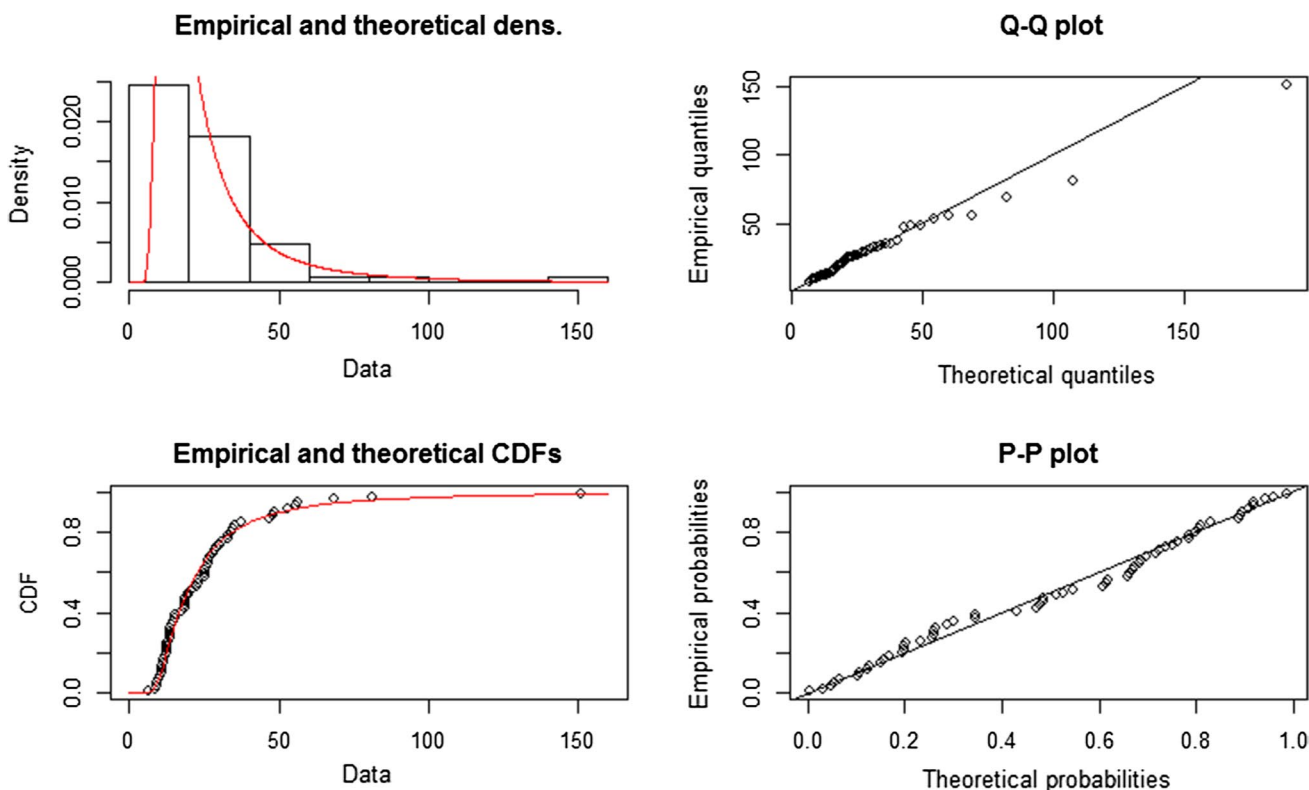 Empirical and theoretical dens.
Density
0.000
0.010
0.020
0 50 100 150
Data
Q-Q plot
Empirical quantiles
50
100
150
0 50 100 150
Theoretical quantiles
Empirical and theoretical CDFs
CDF
0.0
0.4
0.8
0 50 100 150
Data
P-P plot
Empirical probabilities
0.0
0.4
0.8
0.0 0.2 0.4 0.6 0.8 1.0
Theoretical probabilities